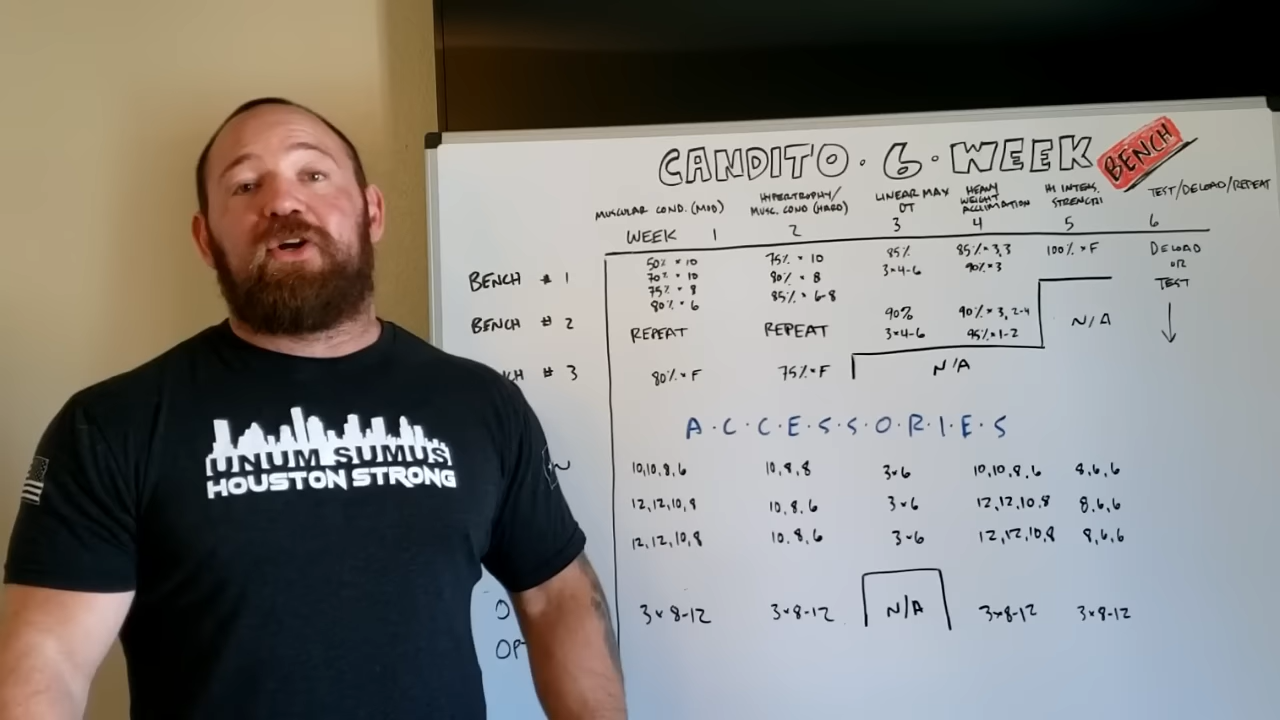 CANDITO · 6 · WEEK
BENCH
MUSCULAR COND. (MOD)
HYPERTROPHY/
MUSC. COND (HARD)
LINEAR MAX
OT
HEAVY
WEIGHT
ACCLIMATION
HI INTENS.
TEST/DELOAD/REPEAT
WEEK 1 2 3 4 5 6
BENCH # 1
50% × 10
70% × 10
75% × 8
80% × 6
75% × 10
80% × 8
85% × 6-8
85%
3×4-6
85% × 3,3
90% × 3
100% × F
DELOAD
OR
TEST
BENCH # 2
REPEAT
REPEAT
90%
3×4-6
90% × 3, 2-4
95% × 1-2
N/A
# 3
80% × F
75% × F
N/A
A·C·C·E·S·S·O·R·I·E·S
10,10,8,6 10,8,8 3×6 10,10,8,6 8,6,6
12,12,10,8 10,8,6 3×6 12,12,10,8 8,6,6
12,12,10,8 10,8,6 3×6 12,12,10,8 8,6,6
3×8-12 3×8-12 N/A 3×8-12 3×8-12
UNUM SUMUS
HOUSTON STRONG